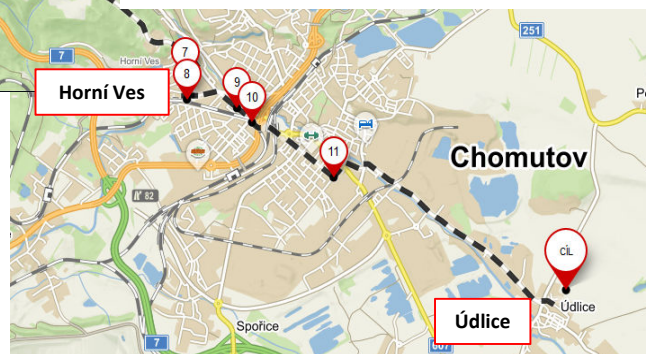 251
7
7
Horní Ves
8
Horní Ves
9
10
11
Chomutov
82
CÍL
Údlice
Údlice
Spořice
7